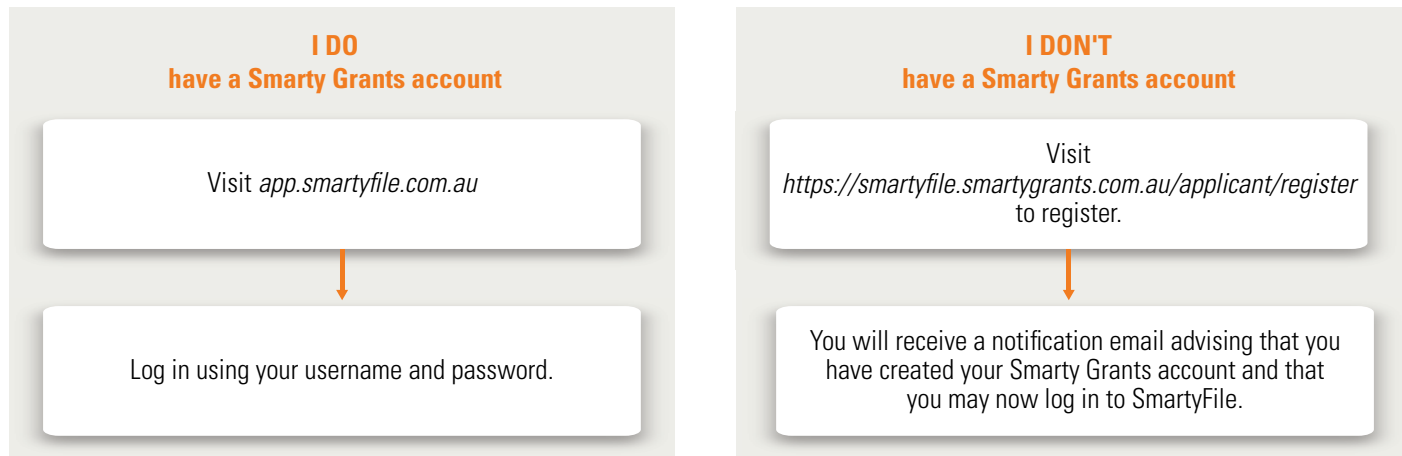 I DO
have a Smarty Grants account
Visit app.smartyfile.com.au
Log in using your username and password.
I DON'T
have a Smarty Grants account
Visit
https://smartyfile.smartygrants.com.au/applicant/register
to register.
You will receive a notification email advising that you
have created your Smarty Grants account and that
you may now log in to SmartyFile.